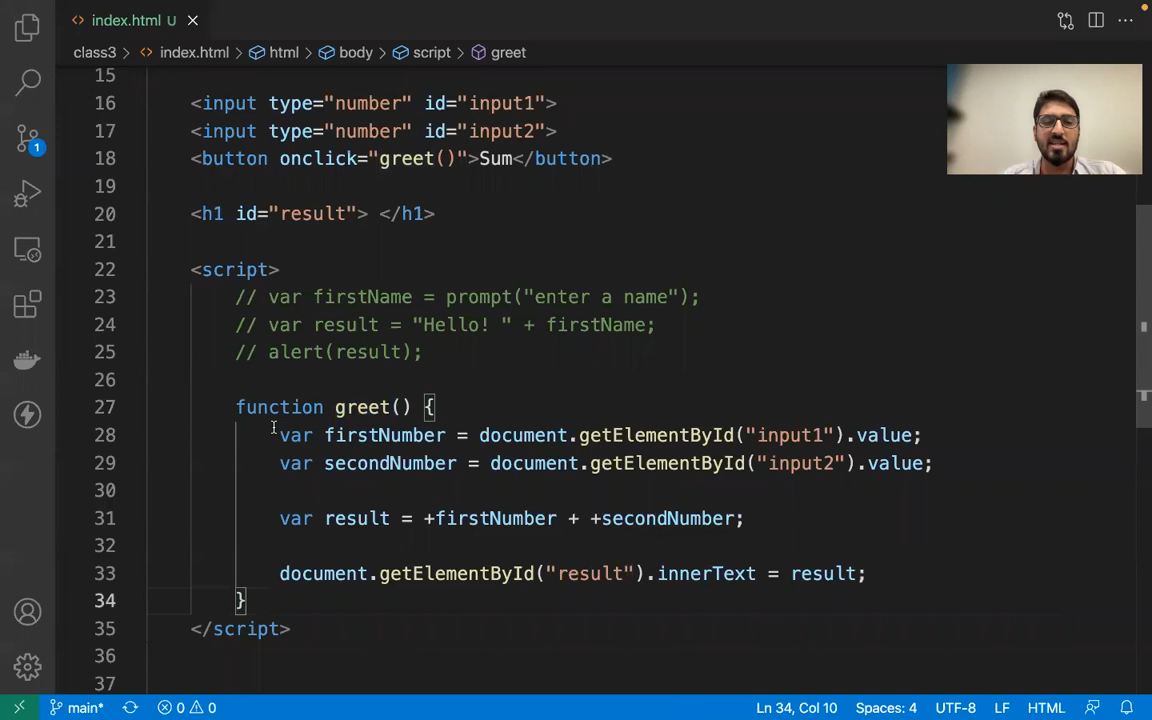 index.html U
class3 > index.html > html > body > script > greet
15
16 <input type="number" id="input1">
17 <input type="number" id="input2">
18 <button onclick="greet()">Sum</button>
19
20 <h1 id="result"> </h1>
21
22 <script>
23 // var firstName = prompt("enter a name");
24 // var result = "Hello! " + firstName;
25 // alert(result);
26
27 function greet() {
28 var firstNumber = document.getElementById("input1").value;
29 var secondNumber = document.getElementById("input2").value;
30
31 var result = +firstNumber + +secondNumber;
32
33 document.getElementById("result").innerText = result;
34 }
35 </script>
36
37
1
main* 0 0 Ln 34, Col 10 Spaces: 4 UTF-8 LF HTML